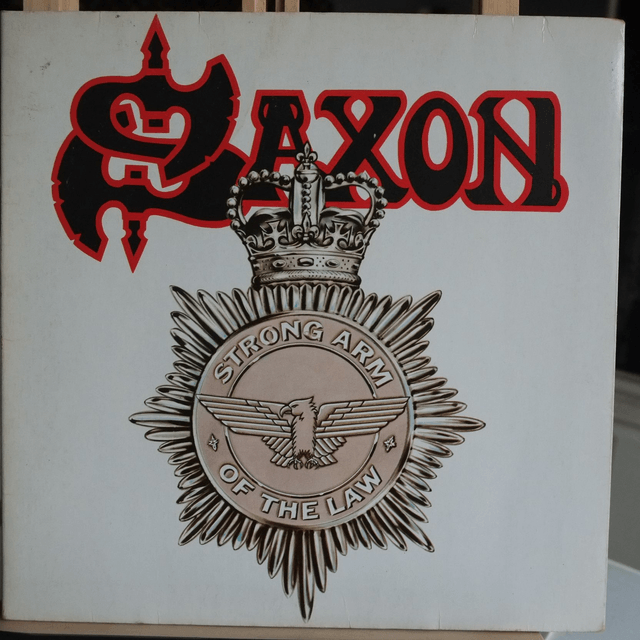 SAXON
STRONG ARM
OF THE LAW